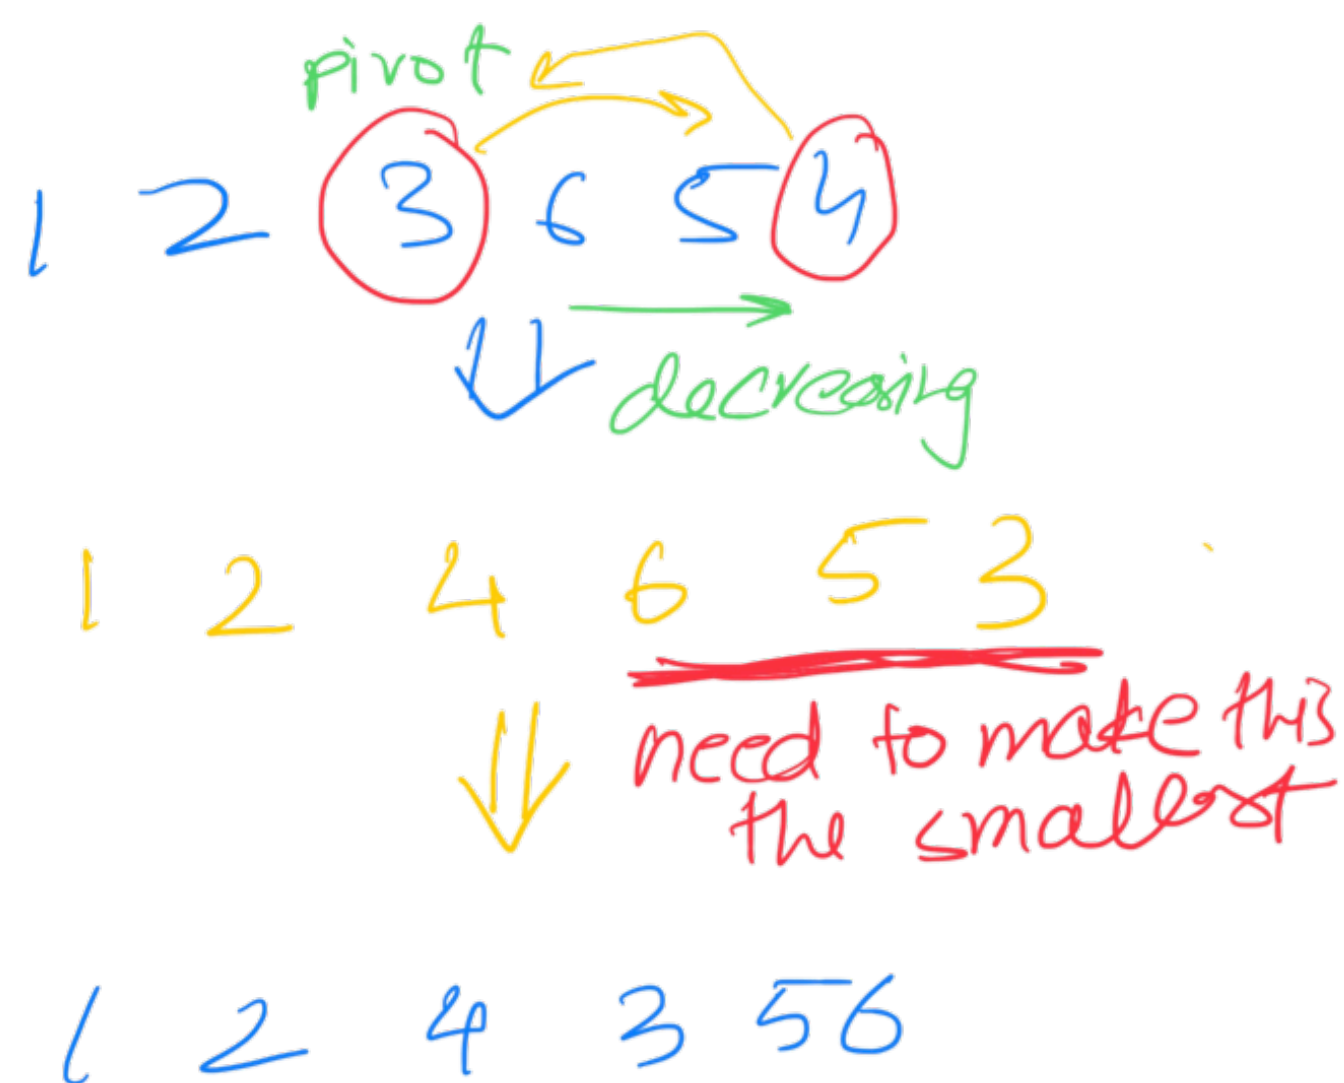 pivot
1 2 3 6 5 4
decreasing
1 2 4 6 5 3
need to make this
the smallest
1 2 4 3 5 6